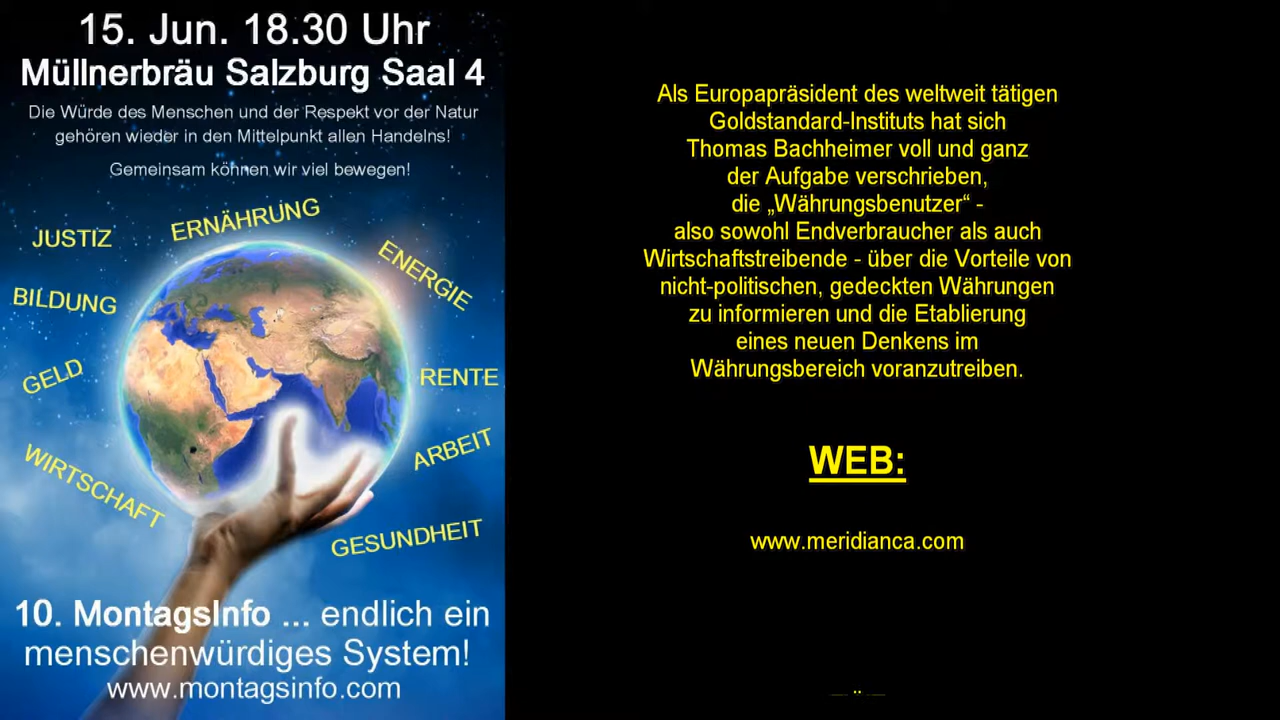 15. Jun. 18.30 Uhr
Müllnerbräu Salzburg Saal 4
Die Würde des Menschen und der Respekt vor der Natur
gehören wieder in den Mittelpunkt allen Handelns!
Gemeinsam können wir viel bewegen!
ERNÄHRUNG
JUSTIZ
ENERGIE
BILDUNG
GELD
RENTE
ARBEIT
WIRTSCHAFT
GESUNDHEIT
10. MontagsInfo ... endlich ein
menschenwürdiges System!
www.montagsinfo.com
Als Europapräsident des weltweit tätigen
Goldstandard-Instituts hat sich
Thomas Bachheimer voll und ganz
der Aufgabe verschrieben,
die „Währungsbenutzer“ -
also sowohl Endverbraucher als auch
Wirtschaftstreibende - über die Vorteile von
nicht-politischen, gedeckten Währungen
zu informieren und die Etablierung
eines neuen Denkens im
Währungsbereich voranzutreiben.
WEB:
www.meridianca.com